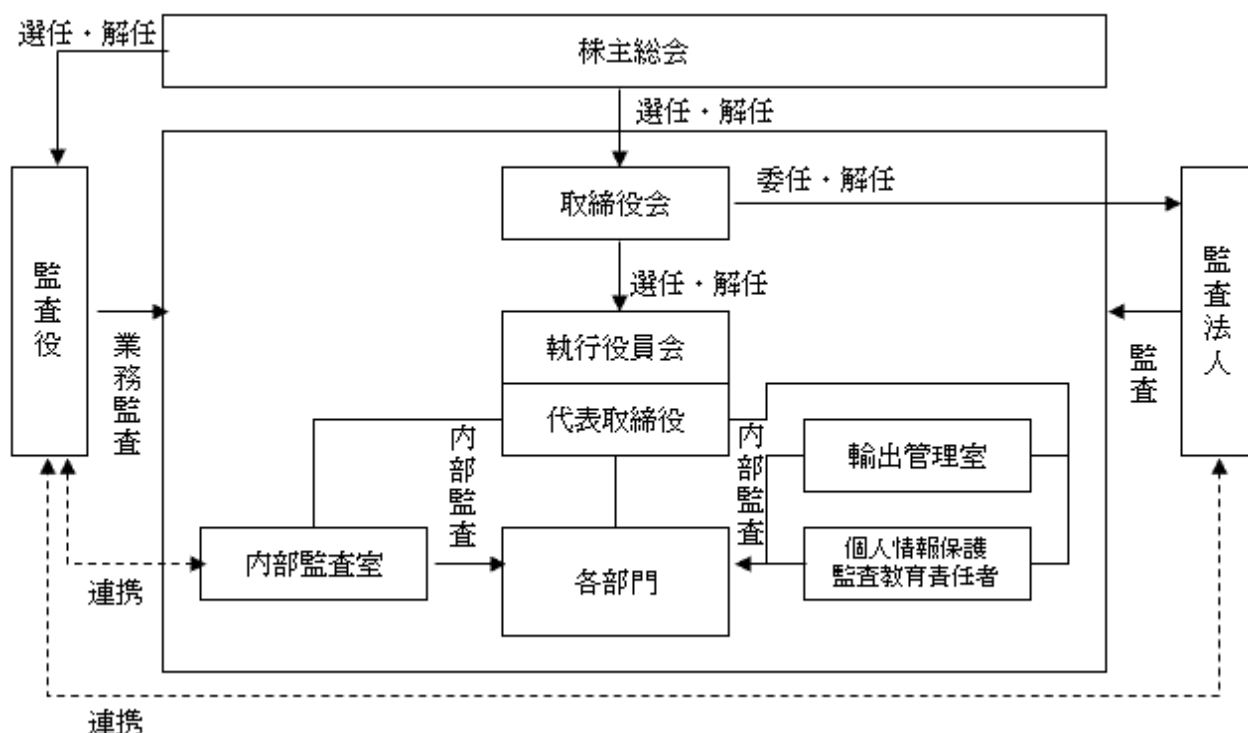 選任・解任
株主総会
選任・解任
取締役会
委任・解任
監査役
監査法人
選任・解任
執行役員会
代表取締役
業務監査
監査
内部監査
内部監査
輸出管理室
内部監査室
各部門
個人情報保護
監査教育責任者
連携
連携